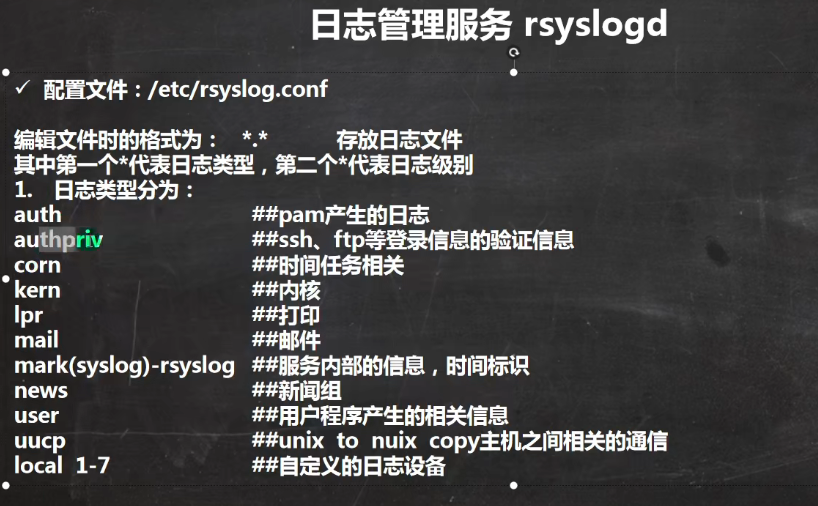 日志管理服务 rsyslogd
✓ 配置文件：/etc/rsyslog.conf
编辑文件时的格式为： *.* 存放日志文件
其中第一个*代表日志类型，第二个*代表日志级别
1. 日志类型分为：
auth ##pam产生的日志
authpriv ##ssh、ftp等登录信息的验证信息
corn ##时间任务相关
kern ##内核
lpr ##打印
mail ##邮件
mark(syslog)-rsyslog ##服务内部的信息，时间标识
news ##新闻组
user ##用户程序产生的相关信息
uucp ##unix to nuix copy主机之间相关的通信
local 1-7 ##自定义的日志设备